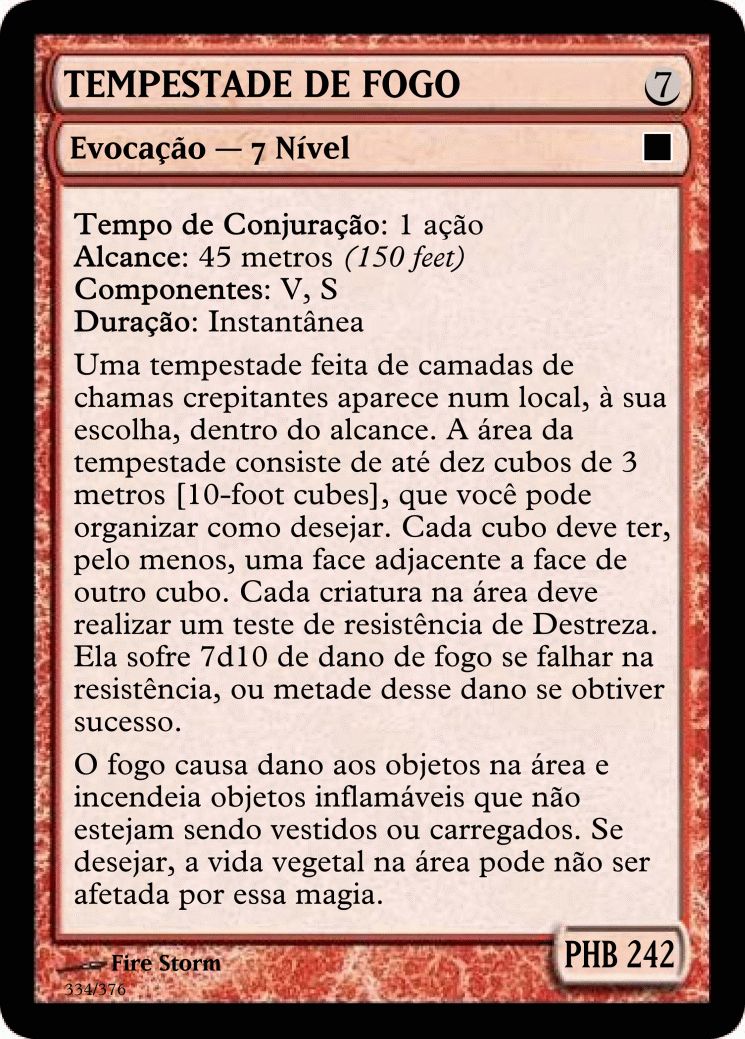 TEMPESTADE DE FOGO 7
Evocação — 7 Nível
Tempo de Conjuração: 1 ação
Alcance: 45 metros (150 feet)
Componentes: V, S
Duração: Instantânea
Uma tempestade feita de camadas de
chamas crepitantes aparece num local, à sua
escolha, dentro do alcance. A área da
tempestade consiste de até dez cubos de 3
metros [10-foot cubes], que você pode
organizar como desejar. Cada cubo deve ter,
pelo menos, uma face adjacente a face de
outro cubo. Cada criatura na área deve
realizar um teste de resistência de Destreza.
Ela sofre 7d10 de dano de fogo se falhar na
resistência, ou metade desse dano se obtiver
sucesso.
O fogo causa dano aos objetos na área e
incendeia objetos inflamáveis que não
estejam sendo vestidos ou carregados. Se
desejar, a vida vegetal na área pode não ser
afetada por essa magia.
PHB 242
Fire Storm
334/376